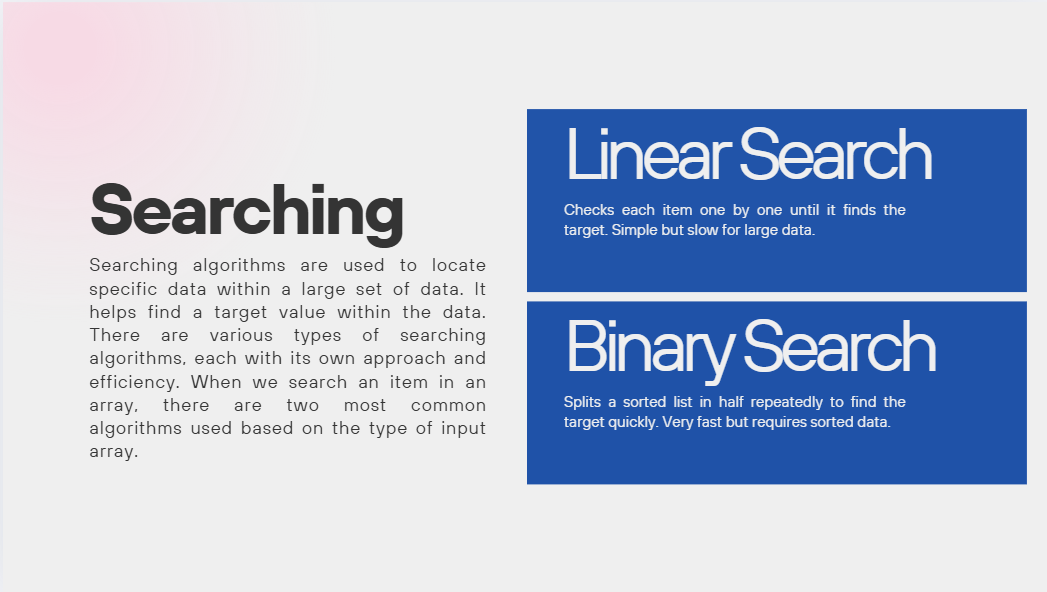 Searching
Searching algorithms are used to locate
specific data within a large set of data. It
helps find a target value within the data.
There are various types of searching
algorithms, each with its own approach and
efficiency. When we search an item in an
array, there are two most common
algorithms used based on the type of input
array.
Linear Search
Checks each item one by one until it finds the
target. Simple but slow for large data.
Binary Search
Splits a sorted list in half repeatedly to find the
target quickly. Very fast but requires sorted data.